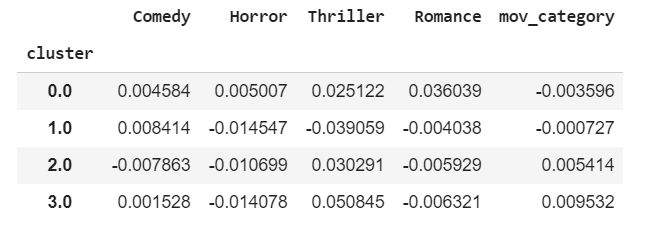 Comedy Horror Thriller Romance mov_category
cluster
0.0 0.004584 0.005007 0.025122 0.036039 -0.003596
1.0 0.008414 -0.014547 -0.039059 -0.004038 -0.000727
2.0 -0.007863 -0.010699 0.030291 -0.005929 0.005414
3.0 0.001528 -0.014078 0.050845 -0.006321 0.009532